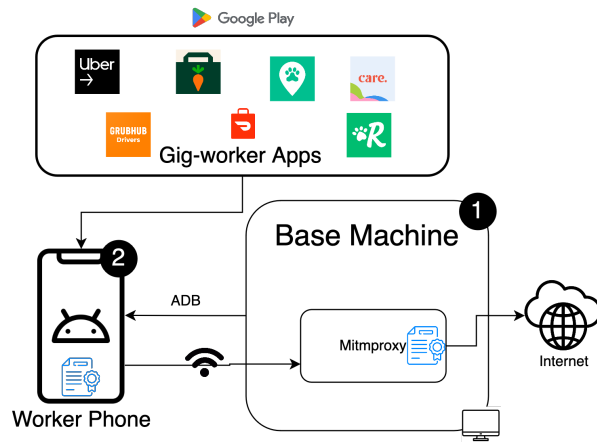 Google Play
Uber
care.
GRUBHUB
Drivers
R
Gig-worker Apps
1
Base Machine
2
ADB
Mitmproxy
Internet
Worker Phone